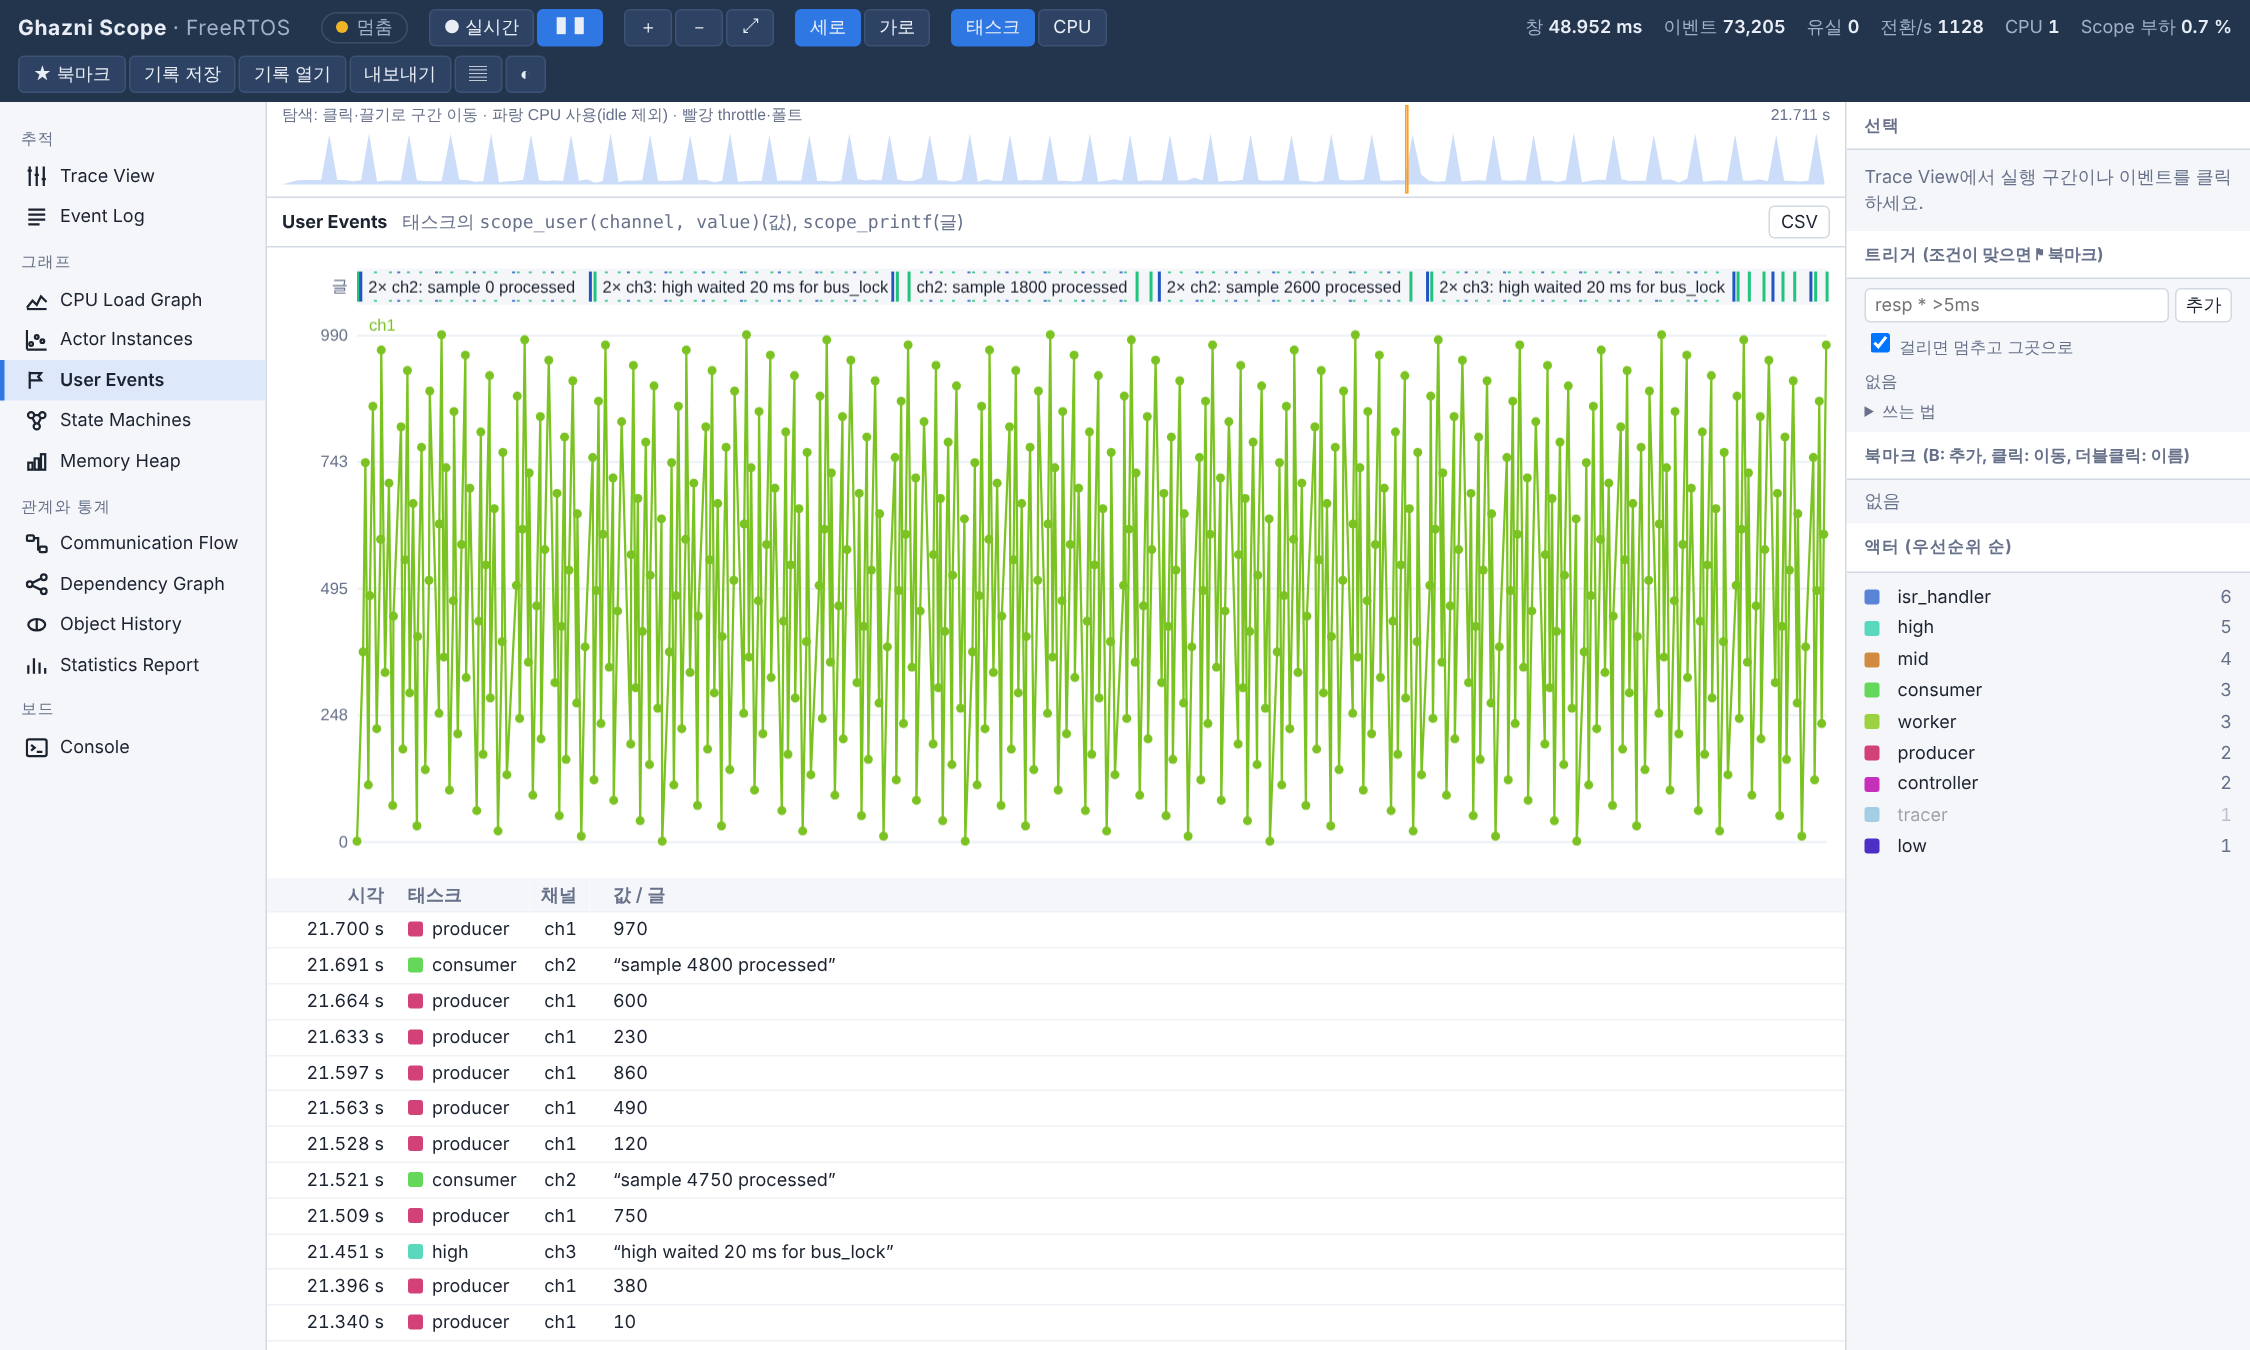 Ghazni Scope · FreeRTOS
멈춤
실시간
+
−
세로
가로
태스크
CPU
창 48.952 ms
이벤트 73,205
유실 0
전환/s 1128
CPU 1
Scope 부하 0.7 %
★ 북마크
기록 저장
기록 열기
내보내기
추적
Trace View
Event Log
그래프
CPU Load Graph
Actor Instances
User Events
State Machines
Memory Heap
관계와 통계
Communication Flow
Dependency Graph
Object History
Statistics Report
보드
Console
탐색: 클릭·끌기로 구간 이동 · 파랑 CPU 사용(idle 제외) · 빨강 throttle·폴트
21.711 s
User Events 태스크의 scope_user(channel, value)(값), scope_printf(글)
CSV
글
2× ch2: sample 0 processed
2× ch3: high waited 20 ms for bus_lock
ch2: sample 1800 processed
2× ch2: sample 2600 processed
2× ch3: high waited 20 ms for bus_lock
ch1
990
743
495
248
0
시각 태스크 채널 값 / 글
21.700 s producer ch1 970
21.691 s consumer ch2 “sample 4800 processed”
21.664 s producer ch1 600
21.633 s producer ch1 230
21.597 s producer ch1 860
21.563 s producer ch1 490
21.528 s producer ch1 120
21.521 s consumer ch2 “sample 4750 processed”
21.509 s producer ch1 750
21.451 s high ch3 “high waited 20 ms for bus_lock”
21.396 s producer ch1 380
21.340 s producer ch1 10
선택
Trace View에서 실행 구간이나 이벤트를 클릭
하세요.
트리거 (조건이 맞으면 ⚑ 북마크)
resp * >5ms
추가
걸리면 멈추고 그곳으로
없음
▶ 쓰는 법
북마크 (B: 추가, 클릭: 이동, 더블클릭: 이름)
없음
액터 (우선순위 순)
isr_handler 6
high 5
mid 4
consumer 3
worker 3
producer 2
controller 2
tracer 1
low 1